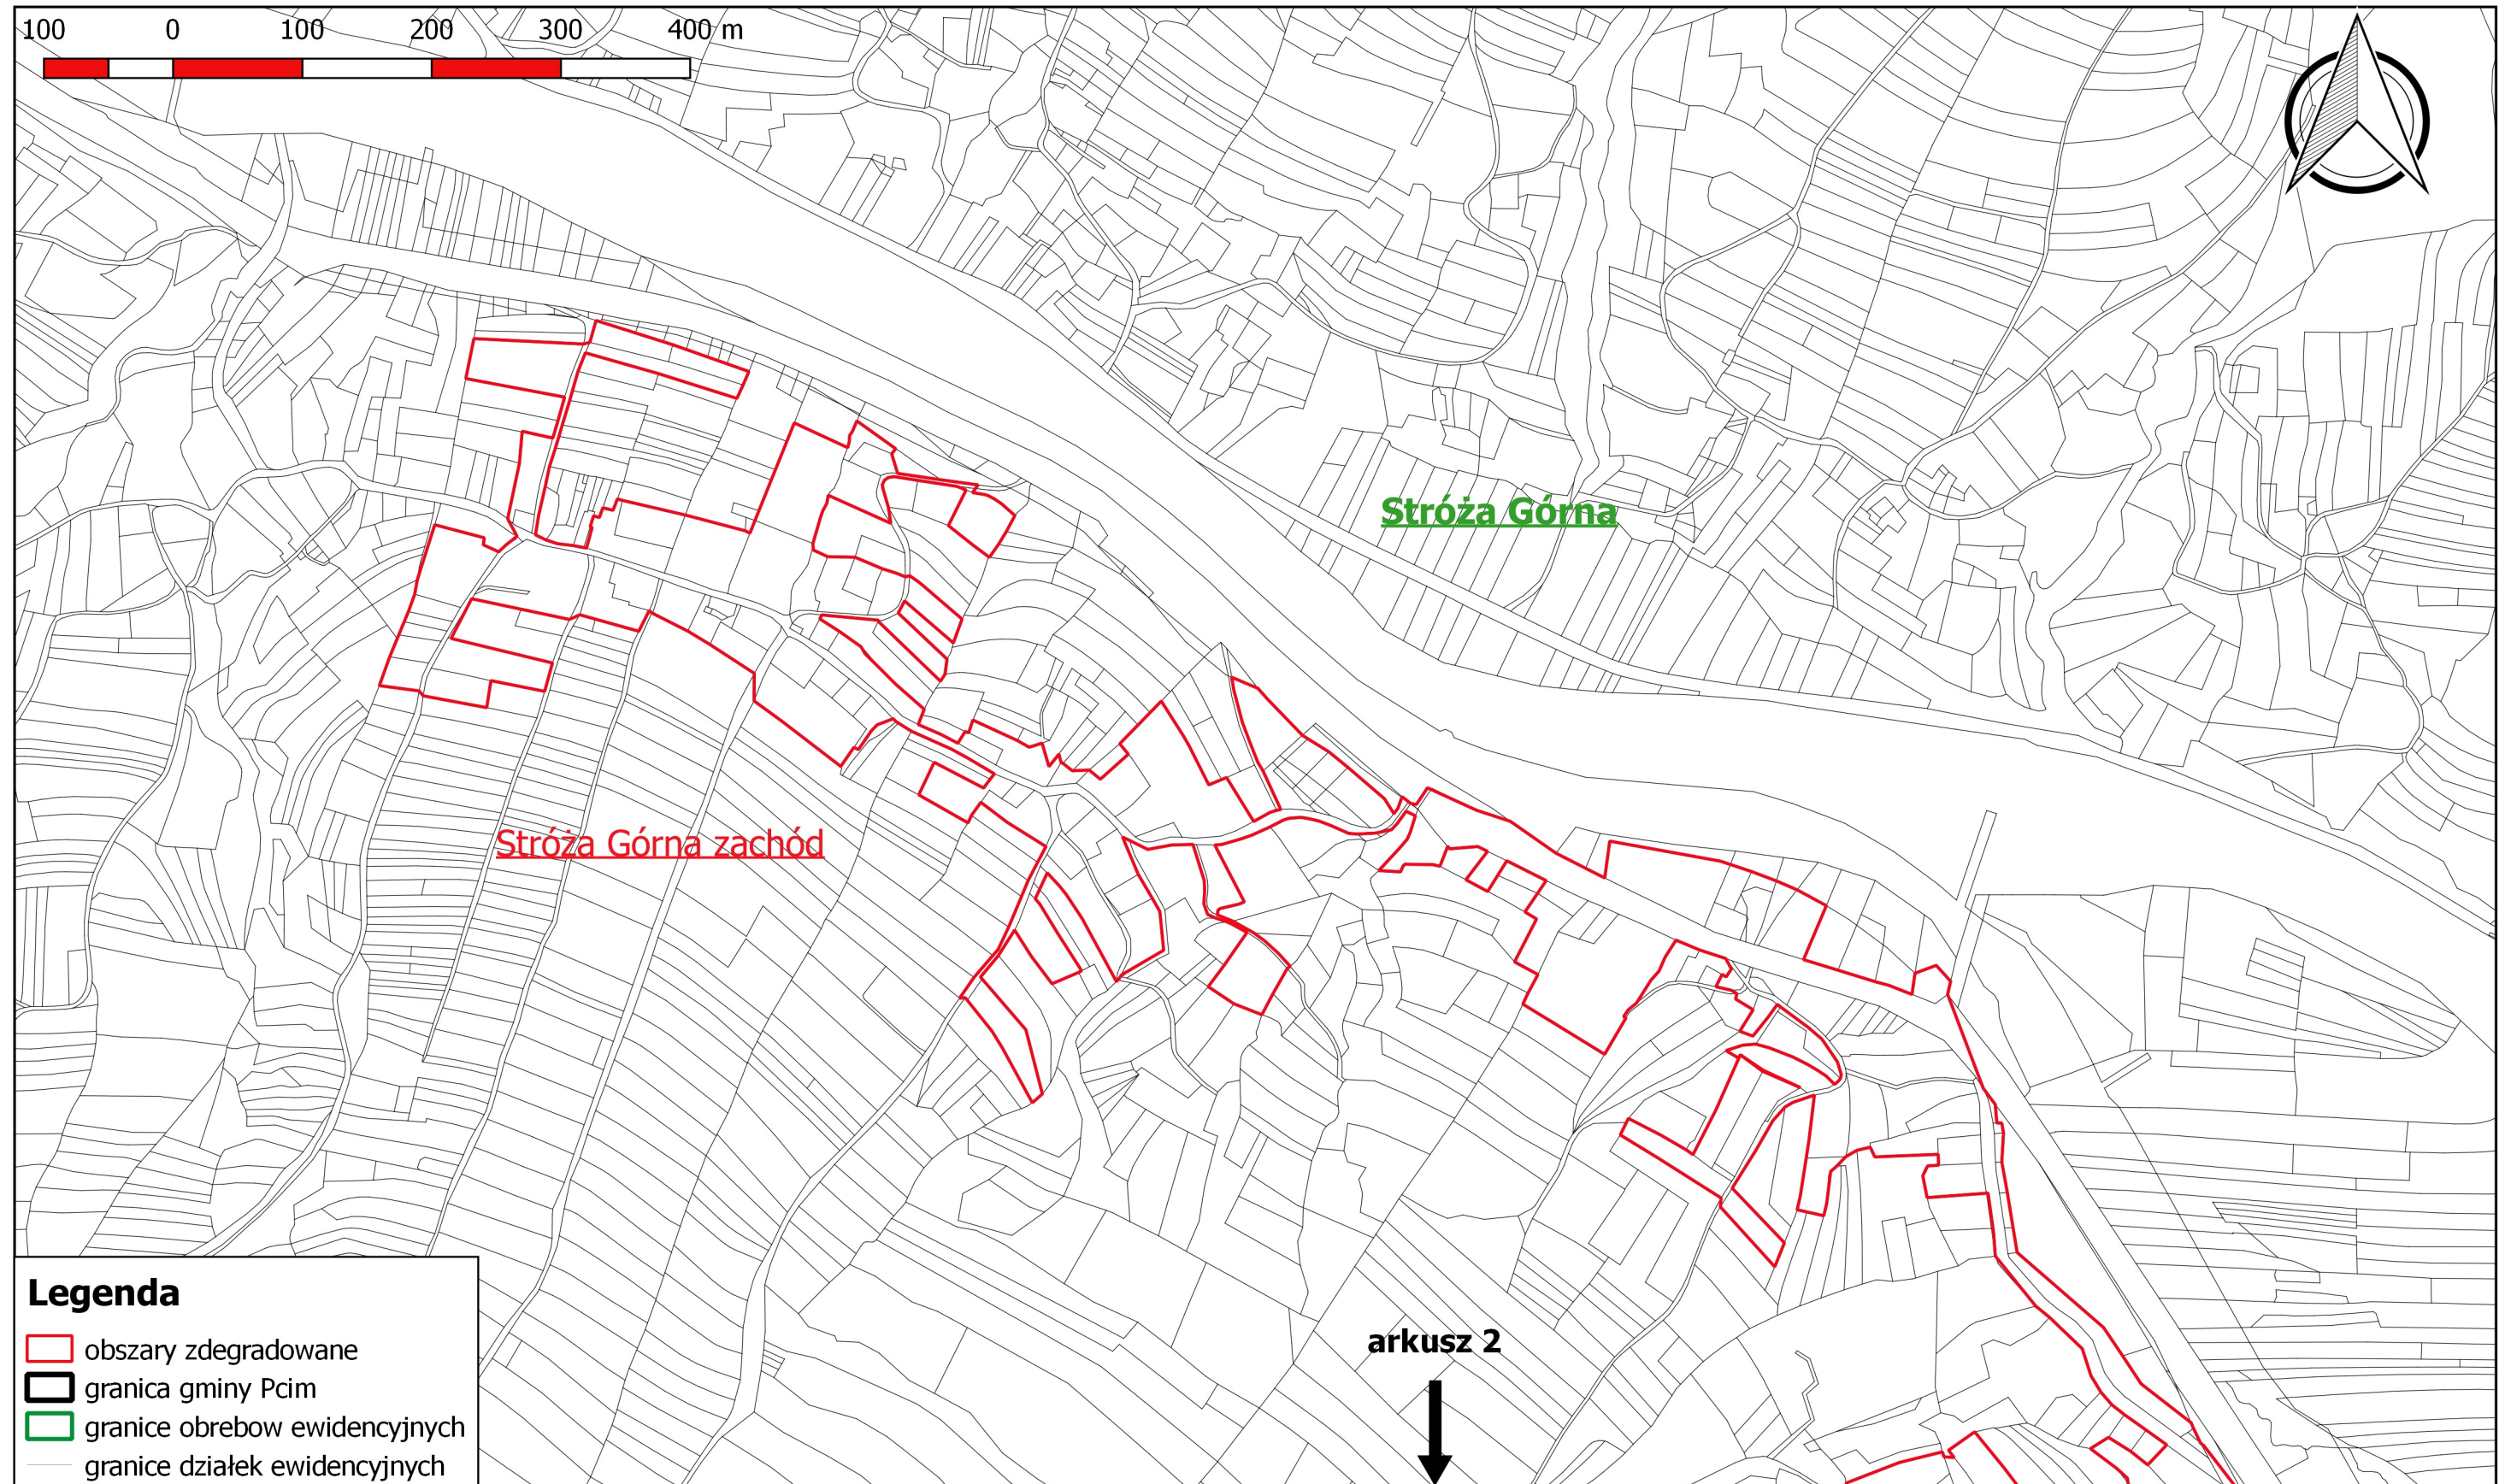 100 0 100 200 300 400 m
Stróża Górna
Stróża Górna zachód
arkusz 2
Legenda
obszary zdegradowane
granica gminy Pcim
granice obrebow ewidencyjnych
granice działek ewidencyjnych